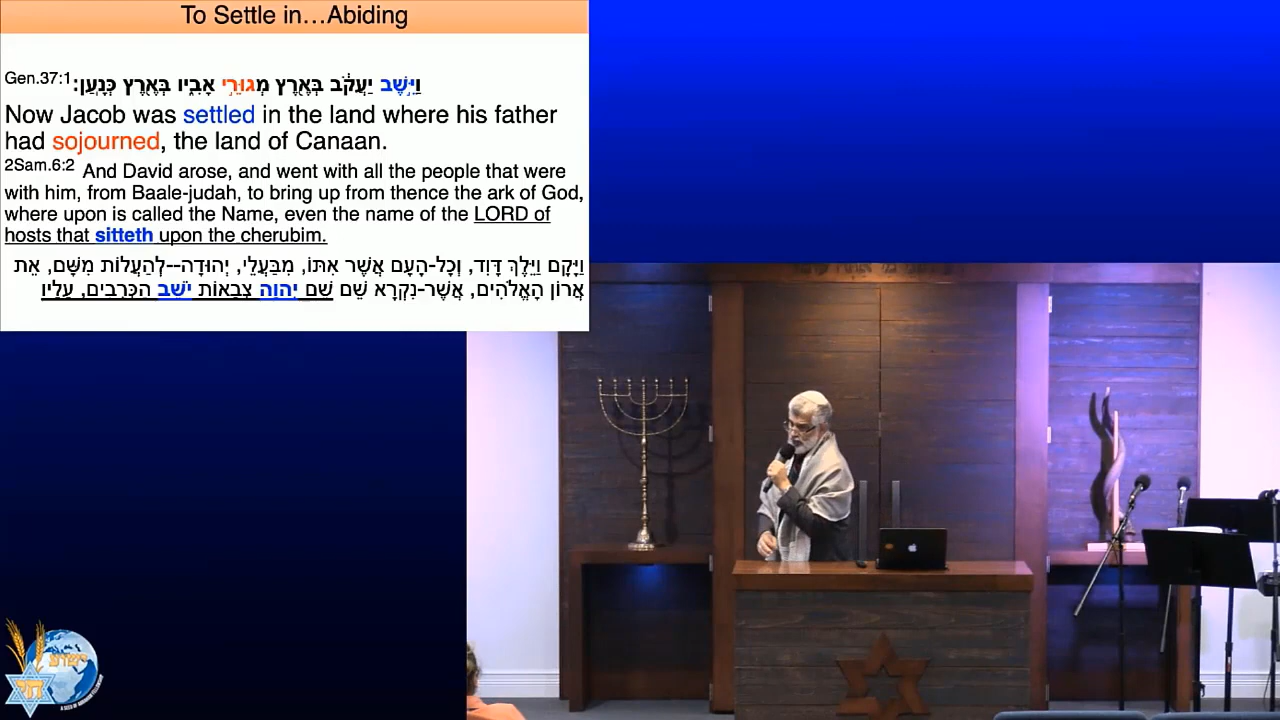 To Settle in…Abiding
Gen.37:1 וַיֵּ֣שֶׁב יַעֲקֹ֔ב בְּאֶ֖רֶץ מְגוּרֵ֣י אָבִ֑יו בְּאֶ֖רֶץ כְּנָֽעַן׃
Now Jacob was settled in the land where his father
had sojourned, the land of Canaan.
2Sam.6:2 And David arose, and went with all the people that were
with him, from Baale-judah, to bring up from thence the ark of God,
where upon is called the Name, even the name of the LORD of
hosts that sitteth upon the cherubim.
וַיָּקָם וַיֵּלֶךְ דָּוִד, וְכָל-הָעָם אֲשֶׁר אִתּוֹ, מִבַּעֲלֵי, יְהוּדָה--לְהַעֲלוֹת מִשָּׁם, אֵת
אֲרוֹן הָאֱלֹהִים, אֲשֶׁר-נִקְרָא שֵׁם שֵׁם יְהוָה צְבָאוֹת יֹשֵׁב הַכְּרֻבִים, עָלָיו
ישוע
חי